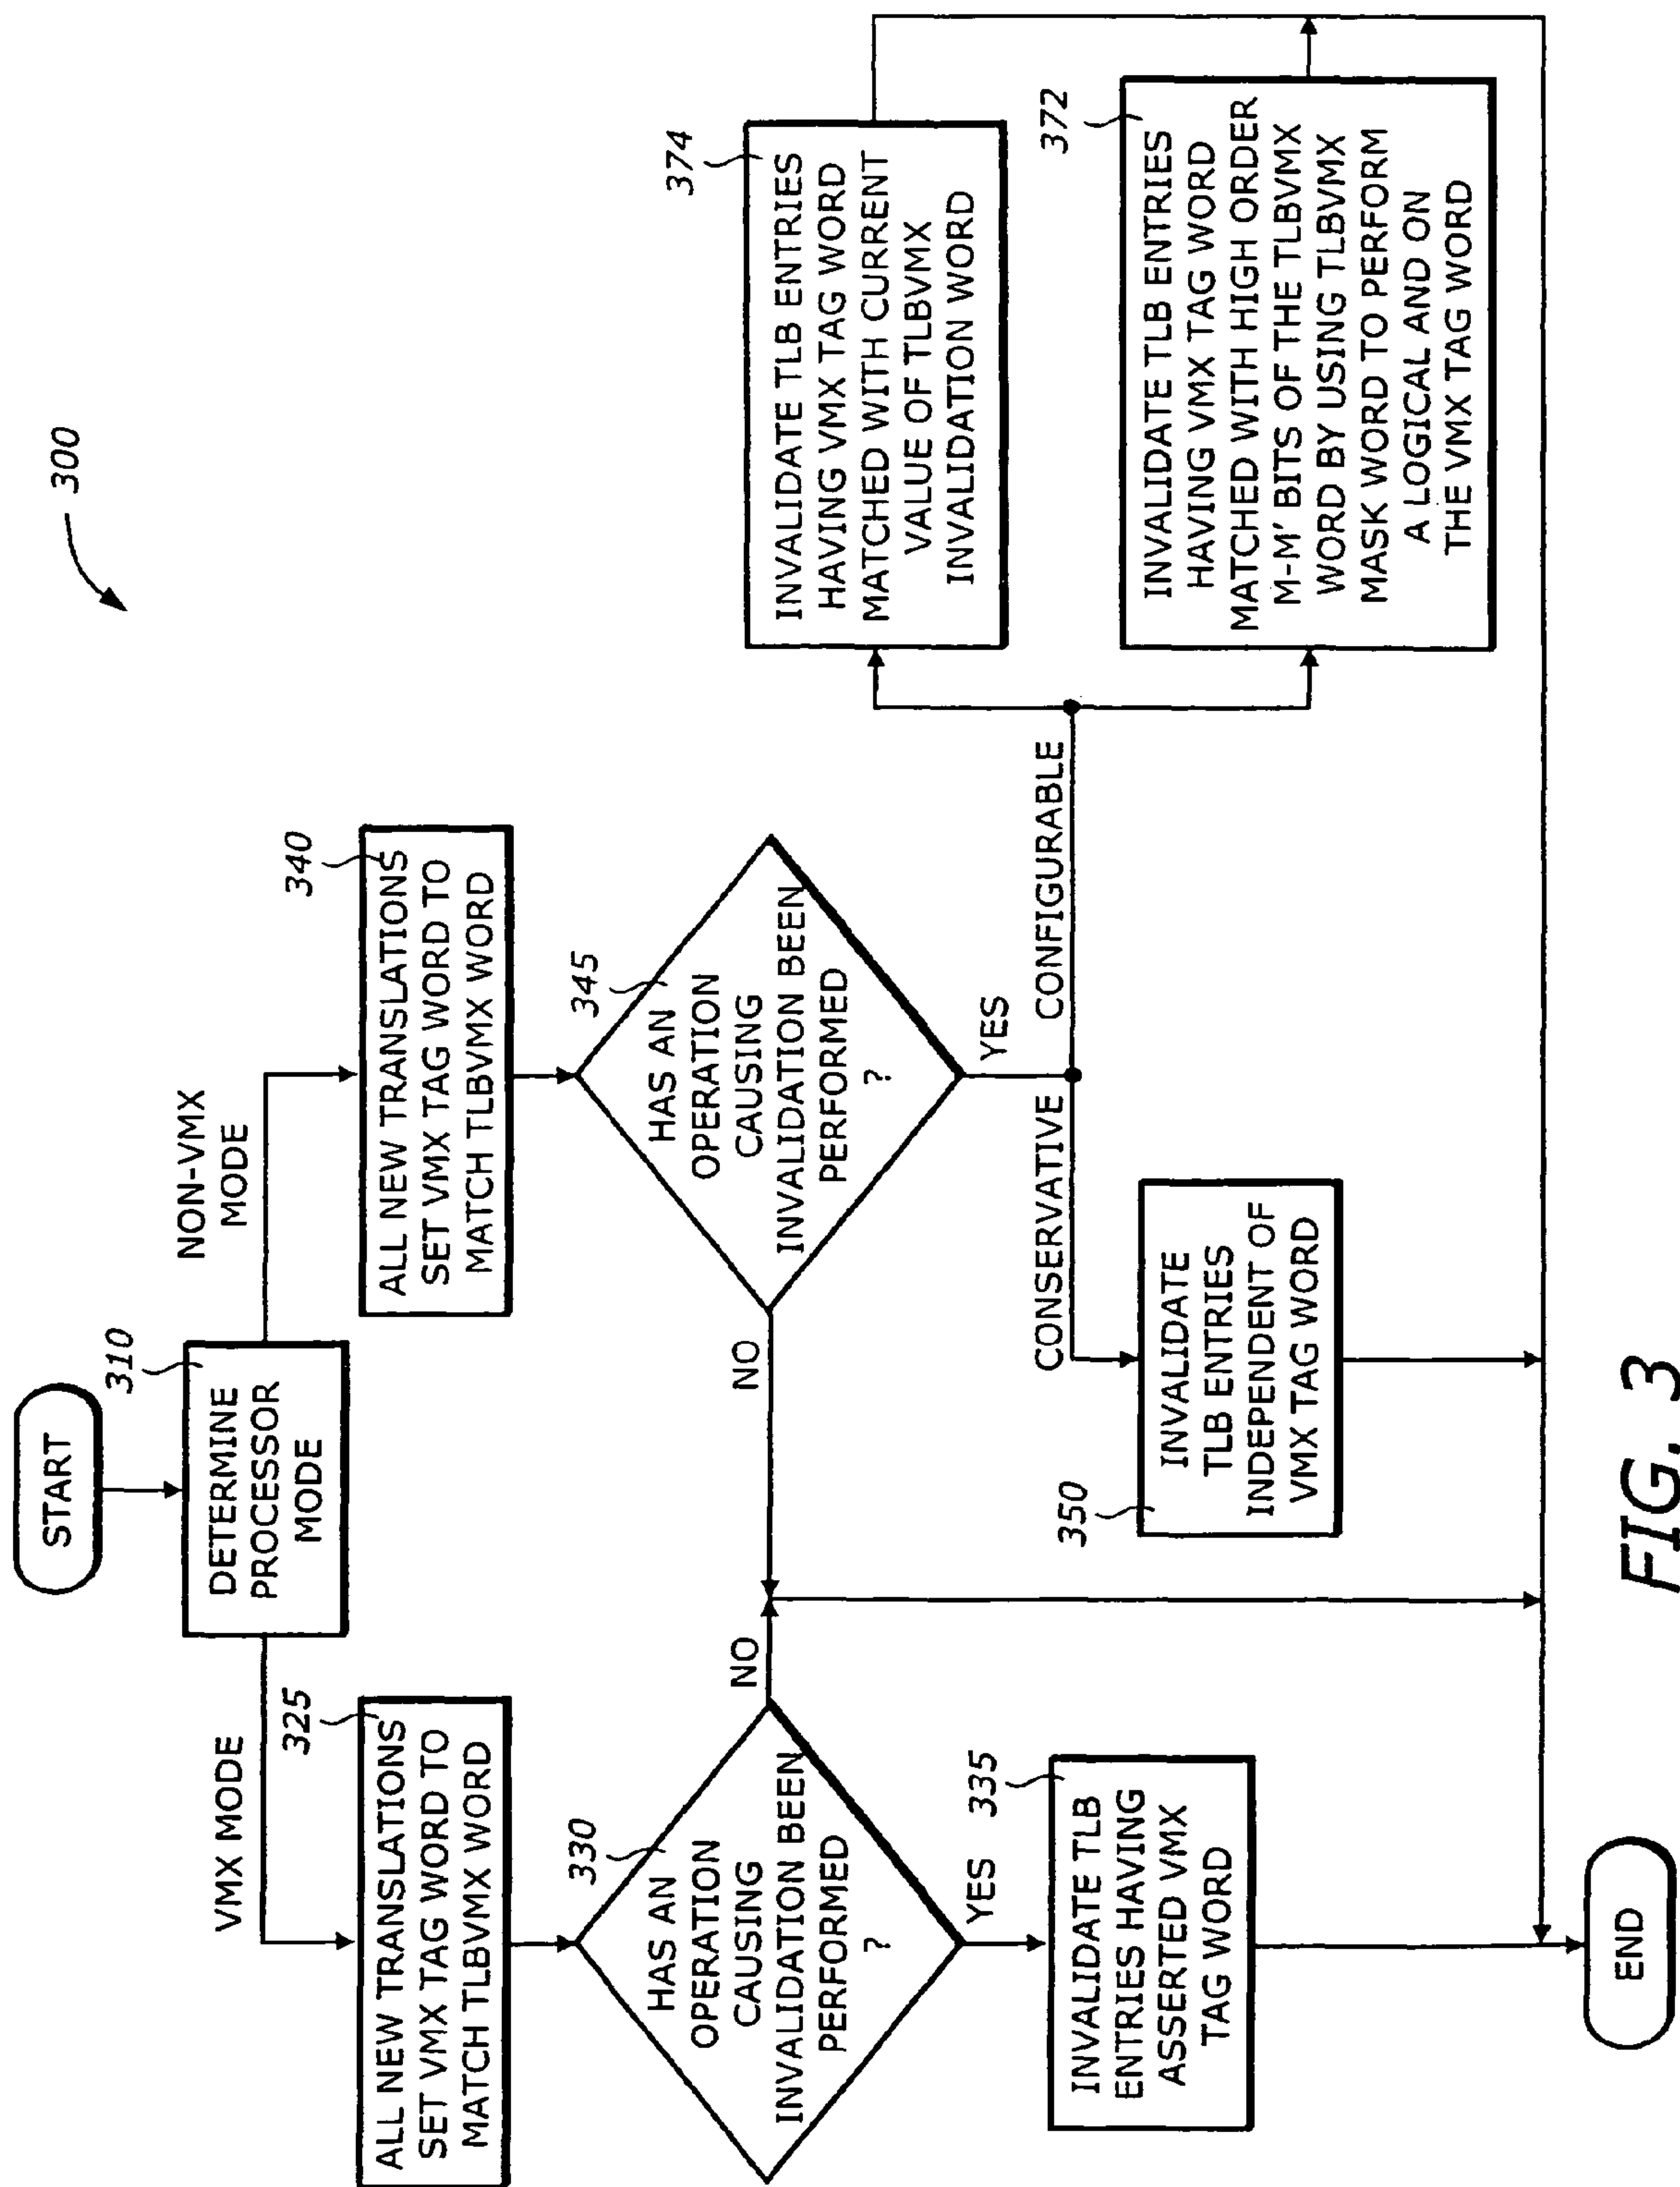 300
START
310
DETERMINE
PROCESSOR
MODE
VMX MODE
NON-VMX
MODE
325
ALL NEW TRANSLATIONS
SET VMX TAG WORD TO
MATCH TLBVMX WORD
340
ALL NEW TRANSLATIONS
SET VMX TAG WORD TO
MATCH TLBVMX WORD
330
HAS AN
OPERATION
CAUSING
INVALIDATION BEEN
PERFORMED
?
NO
YES
345
HAS AN
OPERATION
CAUSING
INVALIDATION BEEN
PERFORMED
?
NO
YES
335
INVALIDATE TLB
ENTRIES HAVING
ASSERTED VMX
TAG WORD
CONSERVATIVE
CONFIGURABLE
350
INVALIDATE
TLB ENTRIES
INDEPENDENT OF
VMX TAG WORD
374
INVALIDATE TLB ENTRIES
HAVING VMX TAG WORD
MATCHED WITH CURRENT
VALUE OF TLBVMX
INVALIDATION WORD
372
INVALIDATE TLB ENTRIES
HAVING VMX TAG WORD
MATCHED WITH HIGH ORDER
M-M' BITS OF THE TLBVMX
WORD BY USING TLBVMX
MASK WORD TO PERFORM
A LOGICAL AND ON
THE VMX TAG WORD
END
FIG. 3